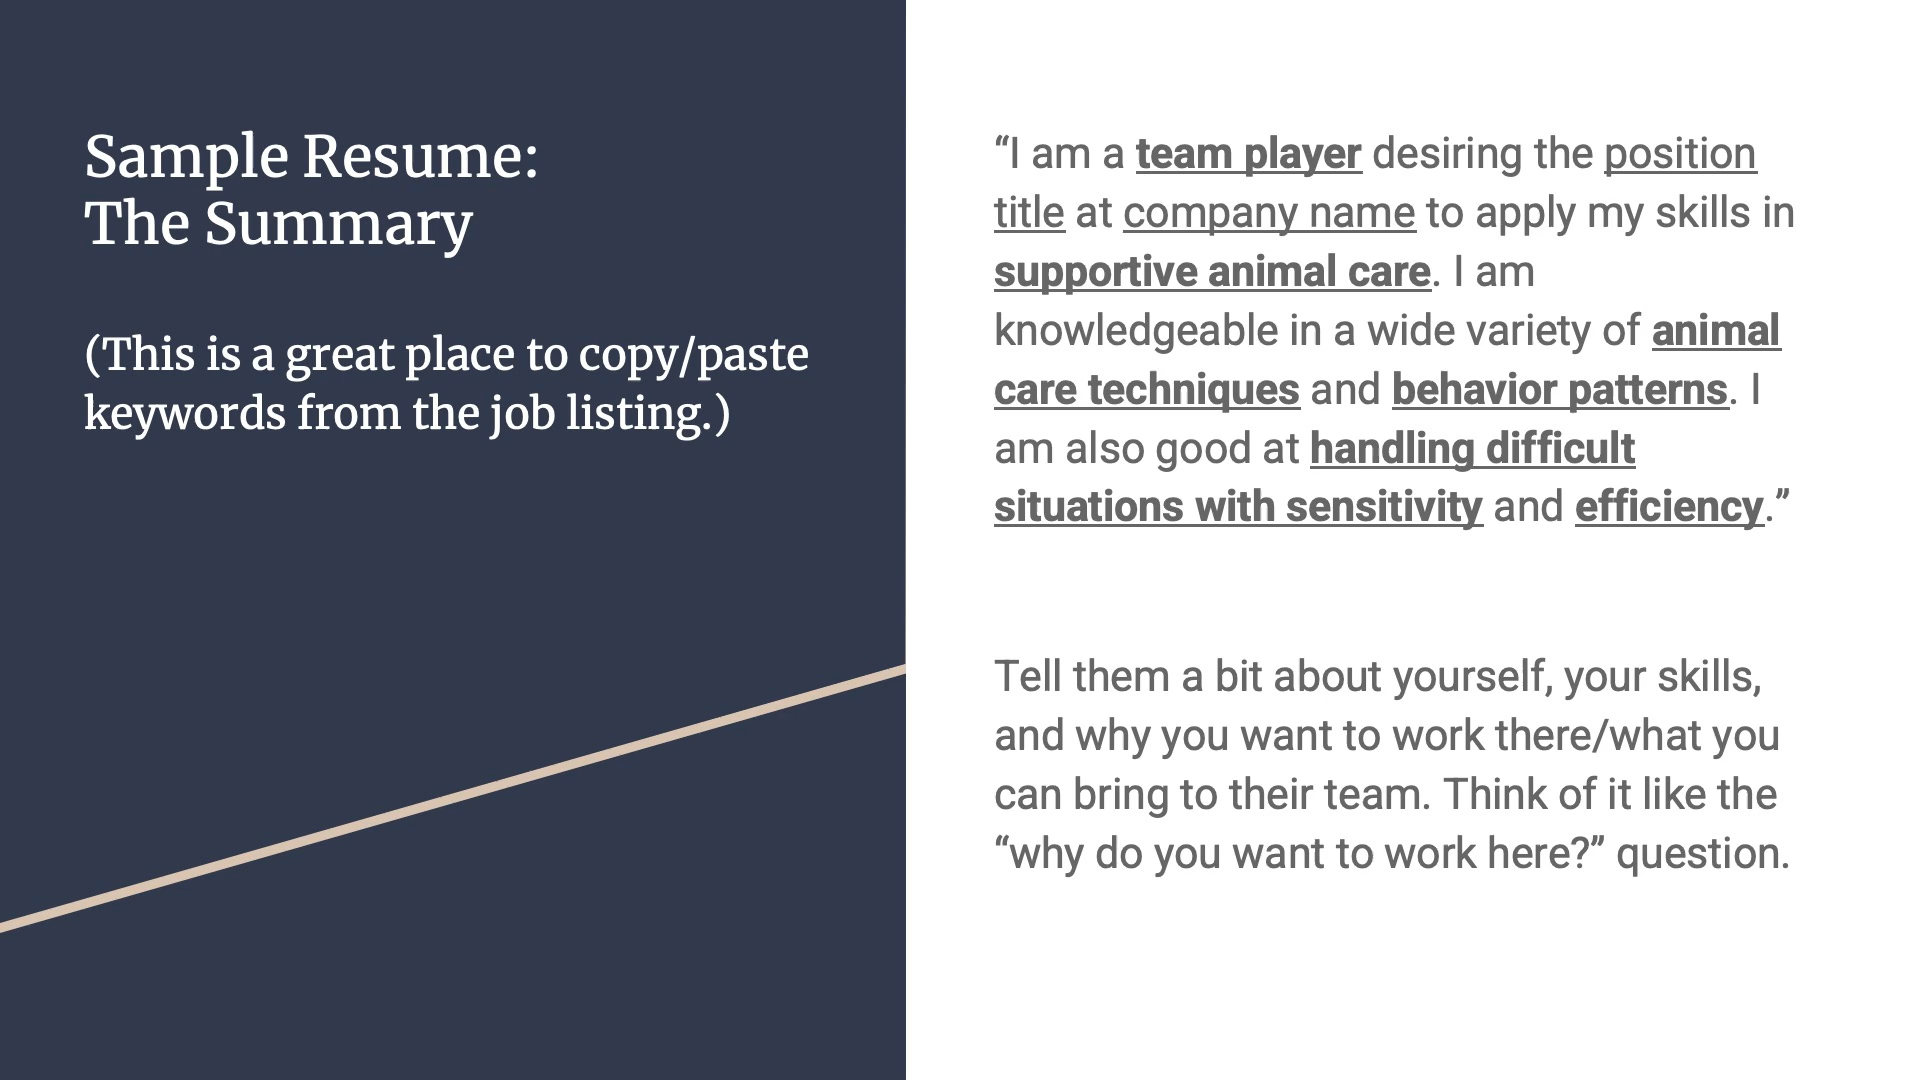 Sample Resume:
The Summary
(This is a great place to copy/paste
keywords from the job listing.)
“I am a team player desiring the position
title at company name to apply my skills in
supportive animal care. I am
knowledgeable in a wide variety of animal
care techniques and behavior patterns. I
am also good at handling difficult
situations with sensitivity and efficiency.”
Tell them a bit about yourself, your skills,
and why you want to work there/what you
can bring to their team. Think of it like the
“why do you want to work here?” question.